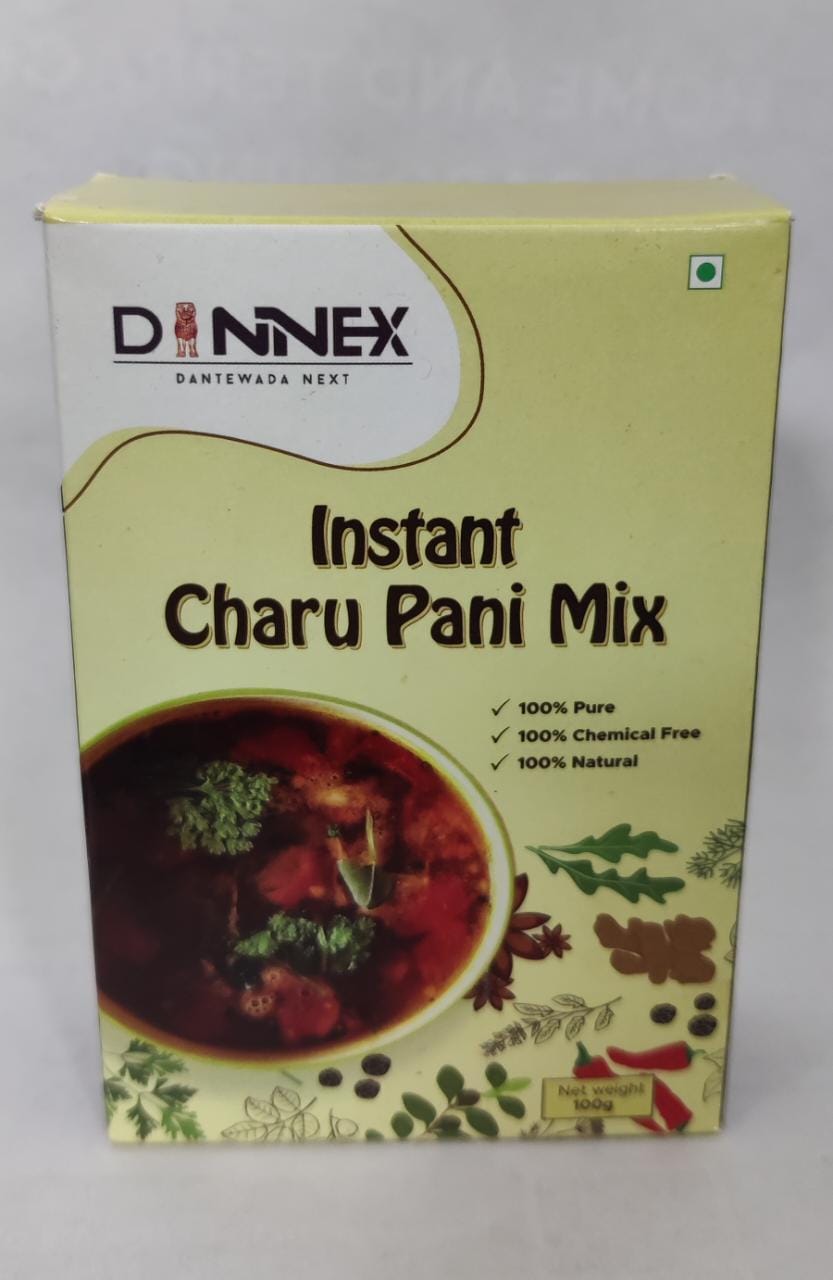 DANNEX
DANTEWADA NEXT
Instant
Charu Pani Mix
✓ 100% Pure
✓ 100% Chemical Free
✓ 100% Natural
Net weight
100g